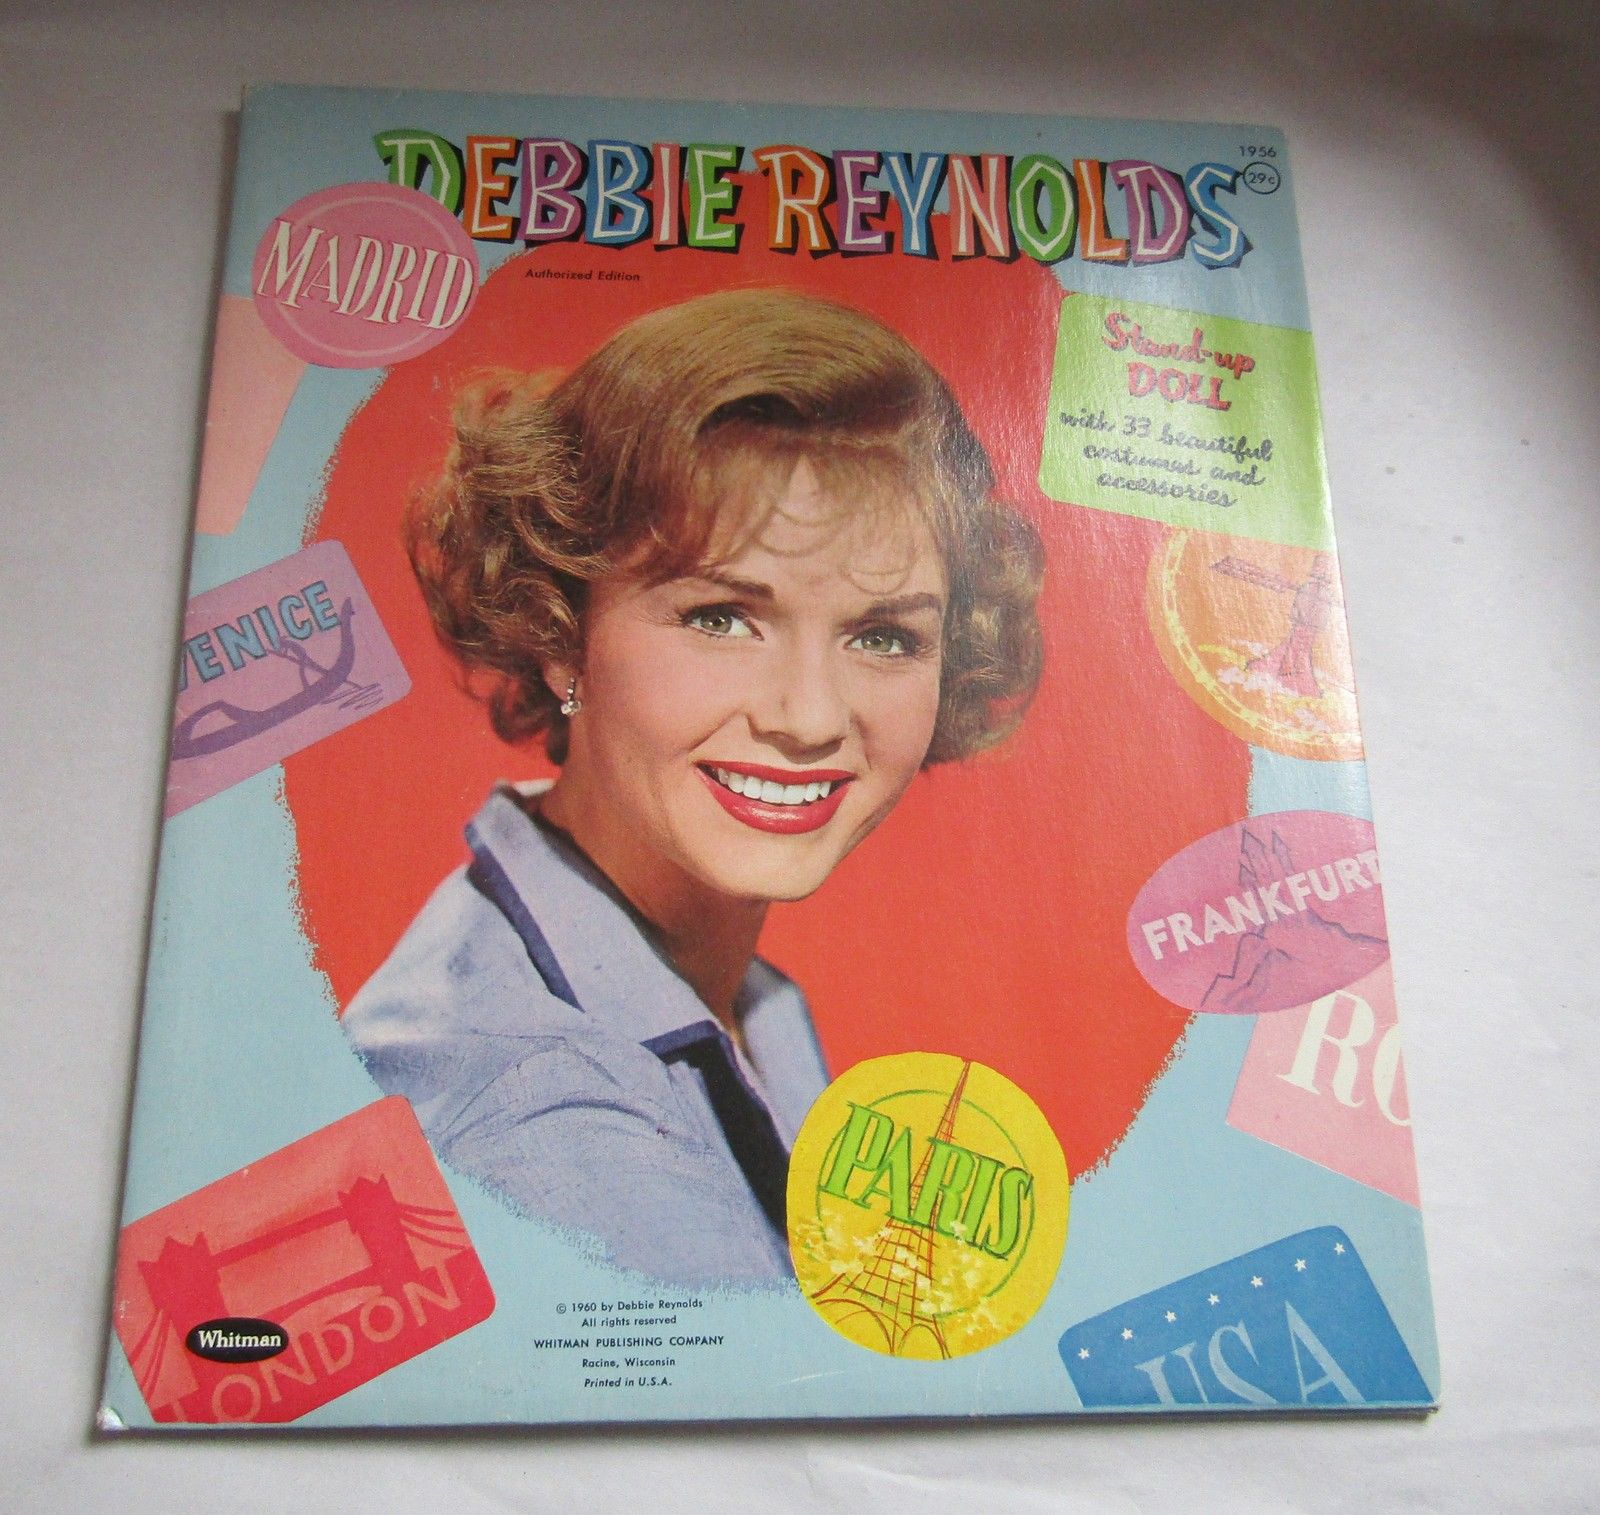 DEBBIE REYNOLDS
1956
29¢
Authorized Edition
MADRID
Stand-up
DOLL
with 33 beautiful
costumes and
accessories
VENICE
FRANKFURT
RO
PARIS
LONDON
Whitman
© 1960 by Debbie Reynolds
All rights reserved
WHITMAN PUBLISHING COMPANY
Racine, Wisconsin
Printed in U.S.A.
USA